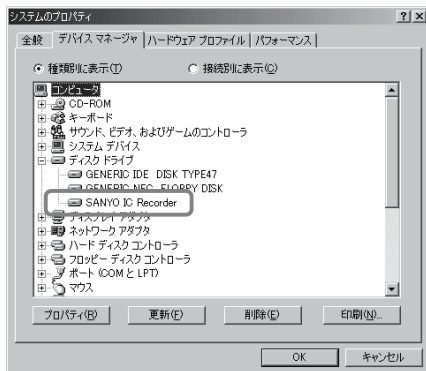 システムのプロパティ
全般 デバイス マネージャ ハードウェア プロファイル パフォーマンス
種類別に表示(T) 接続別に表示(C)
コンピュータ
CD-ROM
キーボード
サウンド、ビデオ、およびゲームのコントローラ
システム デバイス
ディスク ドライブ
GENERIC IDE DISK TYPE47
GENERIC NEC FLOPPY DISK
SANYO IC Recorder
ディスプレイ アダプタ
ネットワーク アダプタ
ハード ディスク コントローラ
フロッピー ディスク コントローラ
ポート (COM と LPT)
マウス
プロパティ(R) 更新(F) 削除(E) 印刷(N)...
OK キャンセル